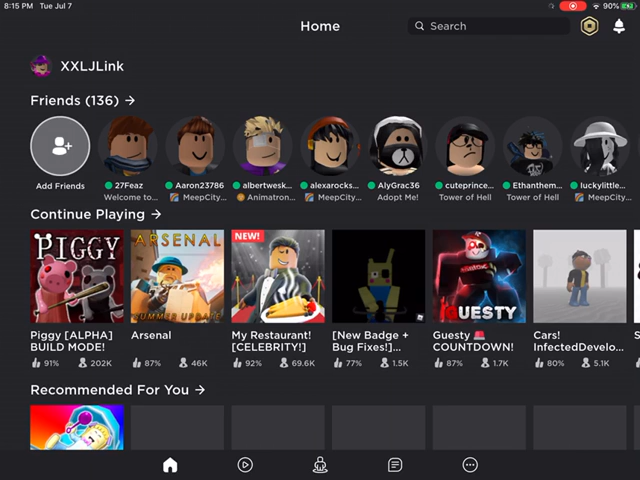 8:15 PM Tue Jul 7
90%
Home
Search
XXLJLink
Friends (136) →
Add Friends
27Feaz
Aaron23786
albertwesk...
alexarocks...
AlyGrac36
cuteprince...
Ethanthem...
luckylittle...
Welcome to...
MeepCity...
Animatron...
MeepCity...
Adopt Me!
Tower of Hell
Tower of Hell
MeepCity...
Continue Playing →
PIGGY
ARSENAL
SUMMER UPDATE
NEW!
GUESTY
Piggy [ALPHA]
BUILD MODE!
Arsenal
My Restaurant!
[CELEBRITY!]
[New Badge +
Bug Fixes!]...
Guesty 🚨
COUNTDOWN!
Cars!
InfectedDevelo...
91% 202K
87% 46K
92% 69.6K
77% 1.5K
87% 1.7K
80% 5.1K
Recommended For You →